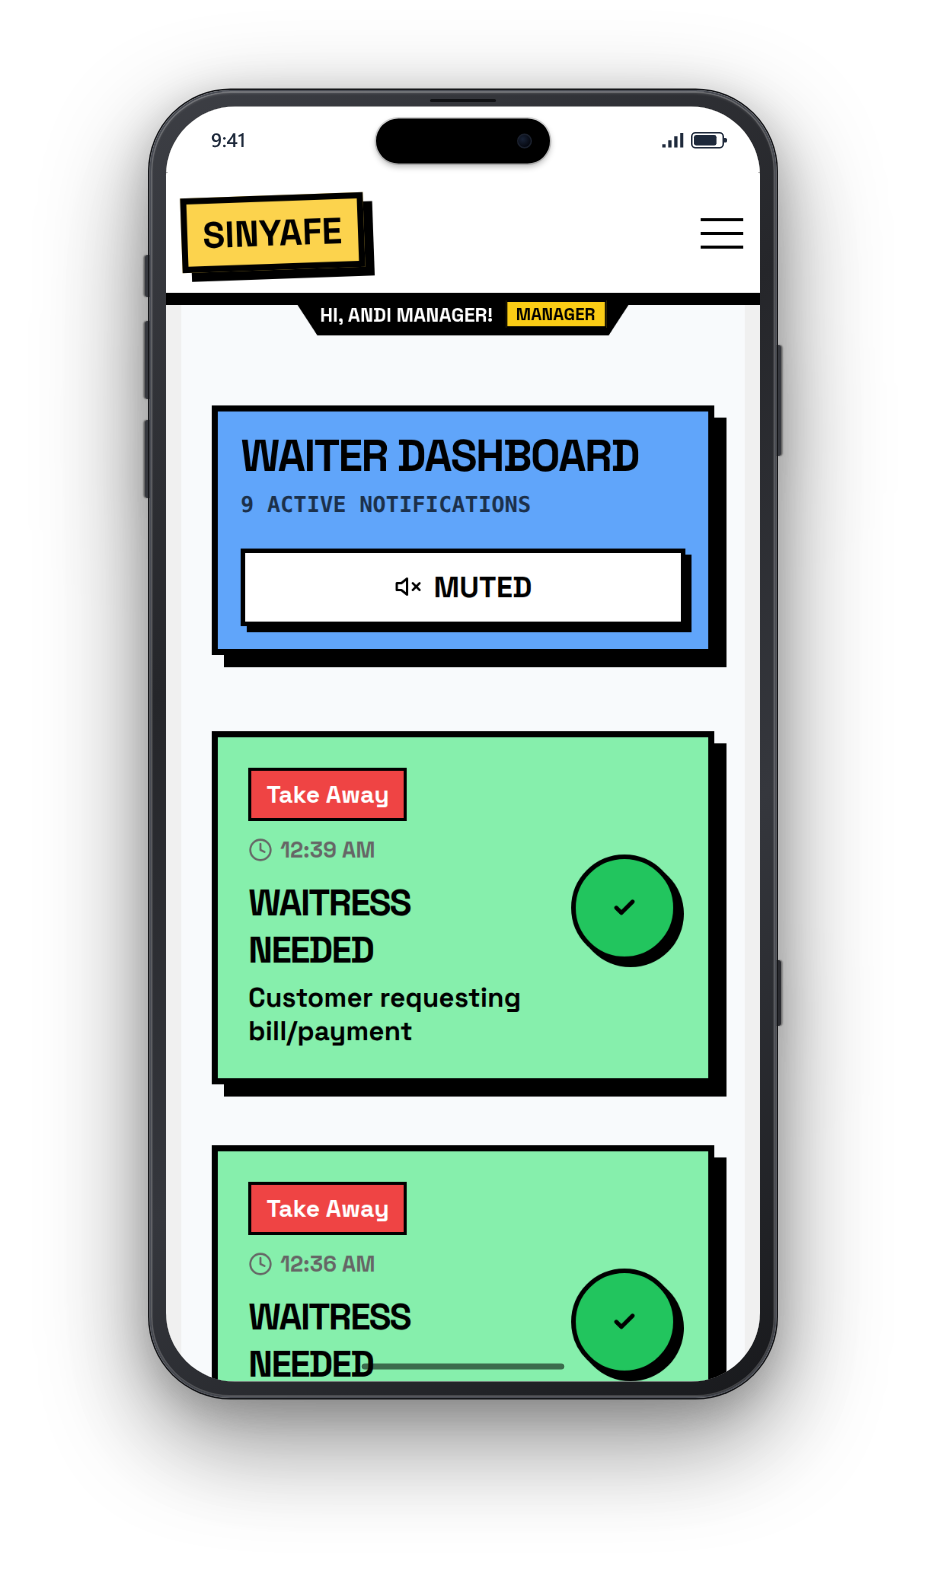 9:41
SINYAFE
HI, ANDI MANAGER! MANAGER
WAITER DASHBOARD
9 ACTIVE NOTIFICATIONS
MUTED
Take Away
12:39 AM
WAITRESS
NEEDED
Customer requesting
bill/payment
Take Away
12:36 AM
WAITRESS
NEEDED